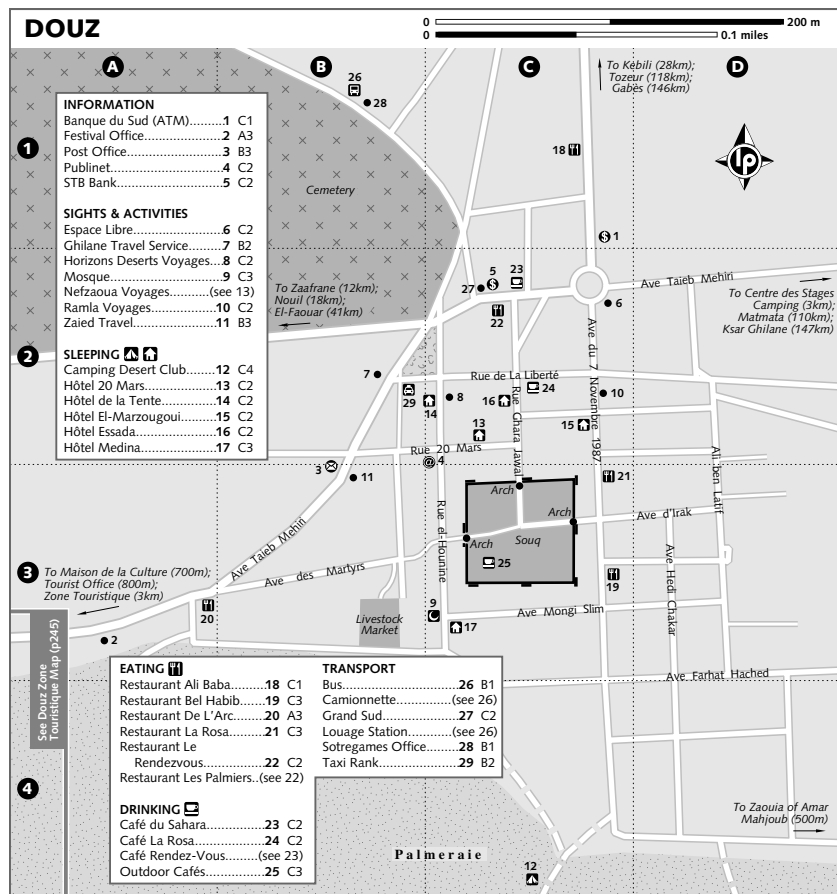 DOUZ
0 200 m
0 0.1 miles
A
B
C
D
1
2
3
4
INFORMATION
Banque du Sud (ATM)..............1 C1
Festival Office..............2 A3
Post Office..............3 B3
Publinet..............4 C2
STB Bank..............5 C2
SIGHTS & ACTIVITIES
Espace Libre..............6 C2
Ghilane Travel Service..............7 B2
Horizons Deserts Voyages..............8 C2
Mosque..............9 C3
Nefzaoua Voyages..............(see 13)
Ramla Voyages..............10 C2
Zaied Travel..............11 B3
SLEEPING
Camping Desert Club..............12 C4
Hôtel 20 Mars..............13 C2
Hôtel de la Tente..............14 C2
Hôtel El-Marzougoui..............15 C2
Hôtel Essada..............16 C2
Hôtel Medina..............17 C3
26
28
Cemetery
To Kebili (28km);
Tozeur (118km);
Gabès (146km)
18
lp
1
5
23
27
22
6
Ave Taieb Mehiri
To Zaafrane (12km);
Nouil (18km);
El-Faouar (41km)
To Centre des Stages
Camping (3km);
Matmata (110km);
Ksar Ghilane (147km)
Ave du 7 Novembre 1987
7
Rue de La Liberté
29
14
8
16
24
10
13
15
Rue Ghara Jawal
Rue 20 Mars
4
3
11
21
Ali ben Latif
Arch
Arch
Arch
Souq
25
Ave d'Irak
Rue el-Hounine
Ave Taieb Mehiri
Ave des Martyrs
To Maison de la Culture (700m);
Tourist Office (800m);
Zone Touristique (3km)
20
2
9
17
19
Livestock
Market
Ave Mongi Slim
Ave Hedi Chakar
Ave Farhat Hached
See Douz Zone
Touristique Map (p245)
EATING
Restaurant Ali Baba..............18 C1
Restaurant Bel Habib..............19 C3
Restaurant De L'Arc..............20 A3
Restaurant La Rosa..............21 C3
Restaurant Le
Rendezvous..............22 C2
Restaurant Les Palmiers..(see 22)
DRINKING
Café du Sahara..............23 C2
Café La Rosa..............24 C2
Café Rendez-Vous..............(see 23)
Outdoor Cafés..............25 C3
TRANSPORT
Bus..............26 B1
Camionnette..............(see 26)
Grand Sud..............27 C2
Louage Station..............(see 26)
Sotregames Office..............28 B1
Taxi Rank..............29 B2
To Zaouia of Amar
Mahjoub (500m)
Palmeraie
12